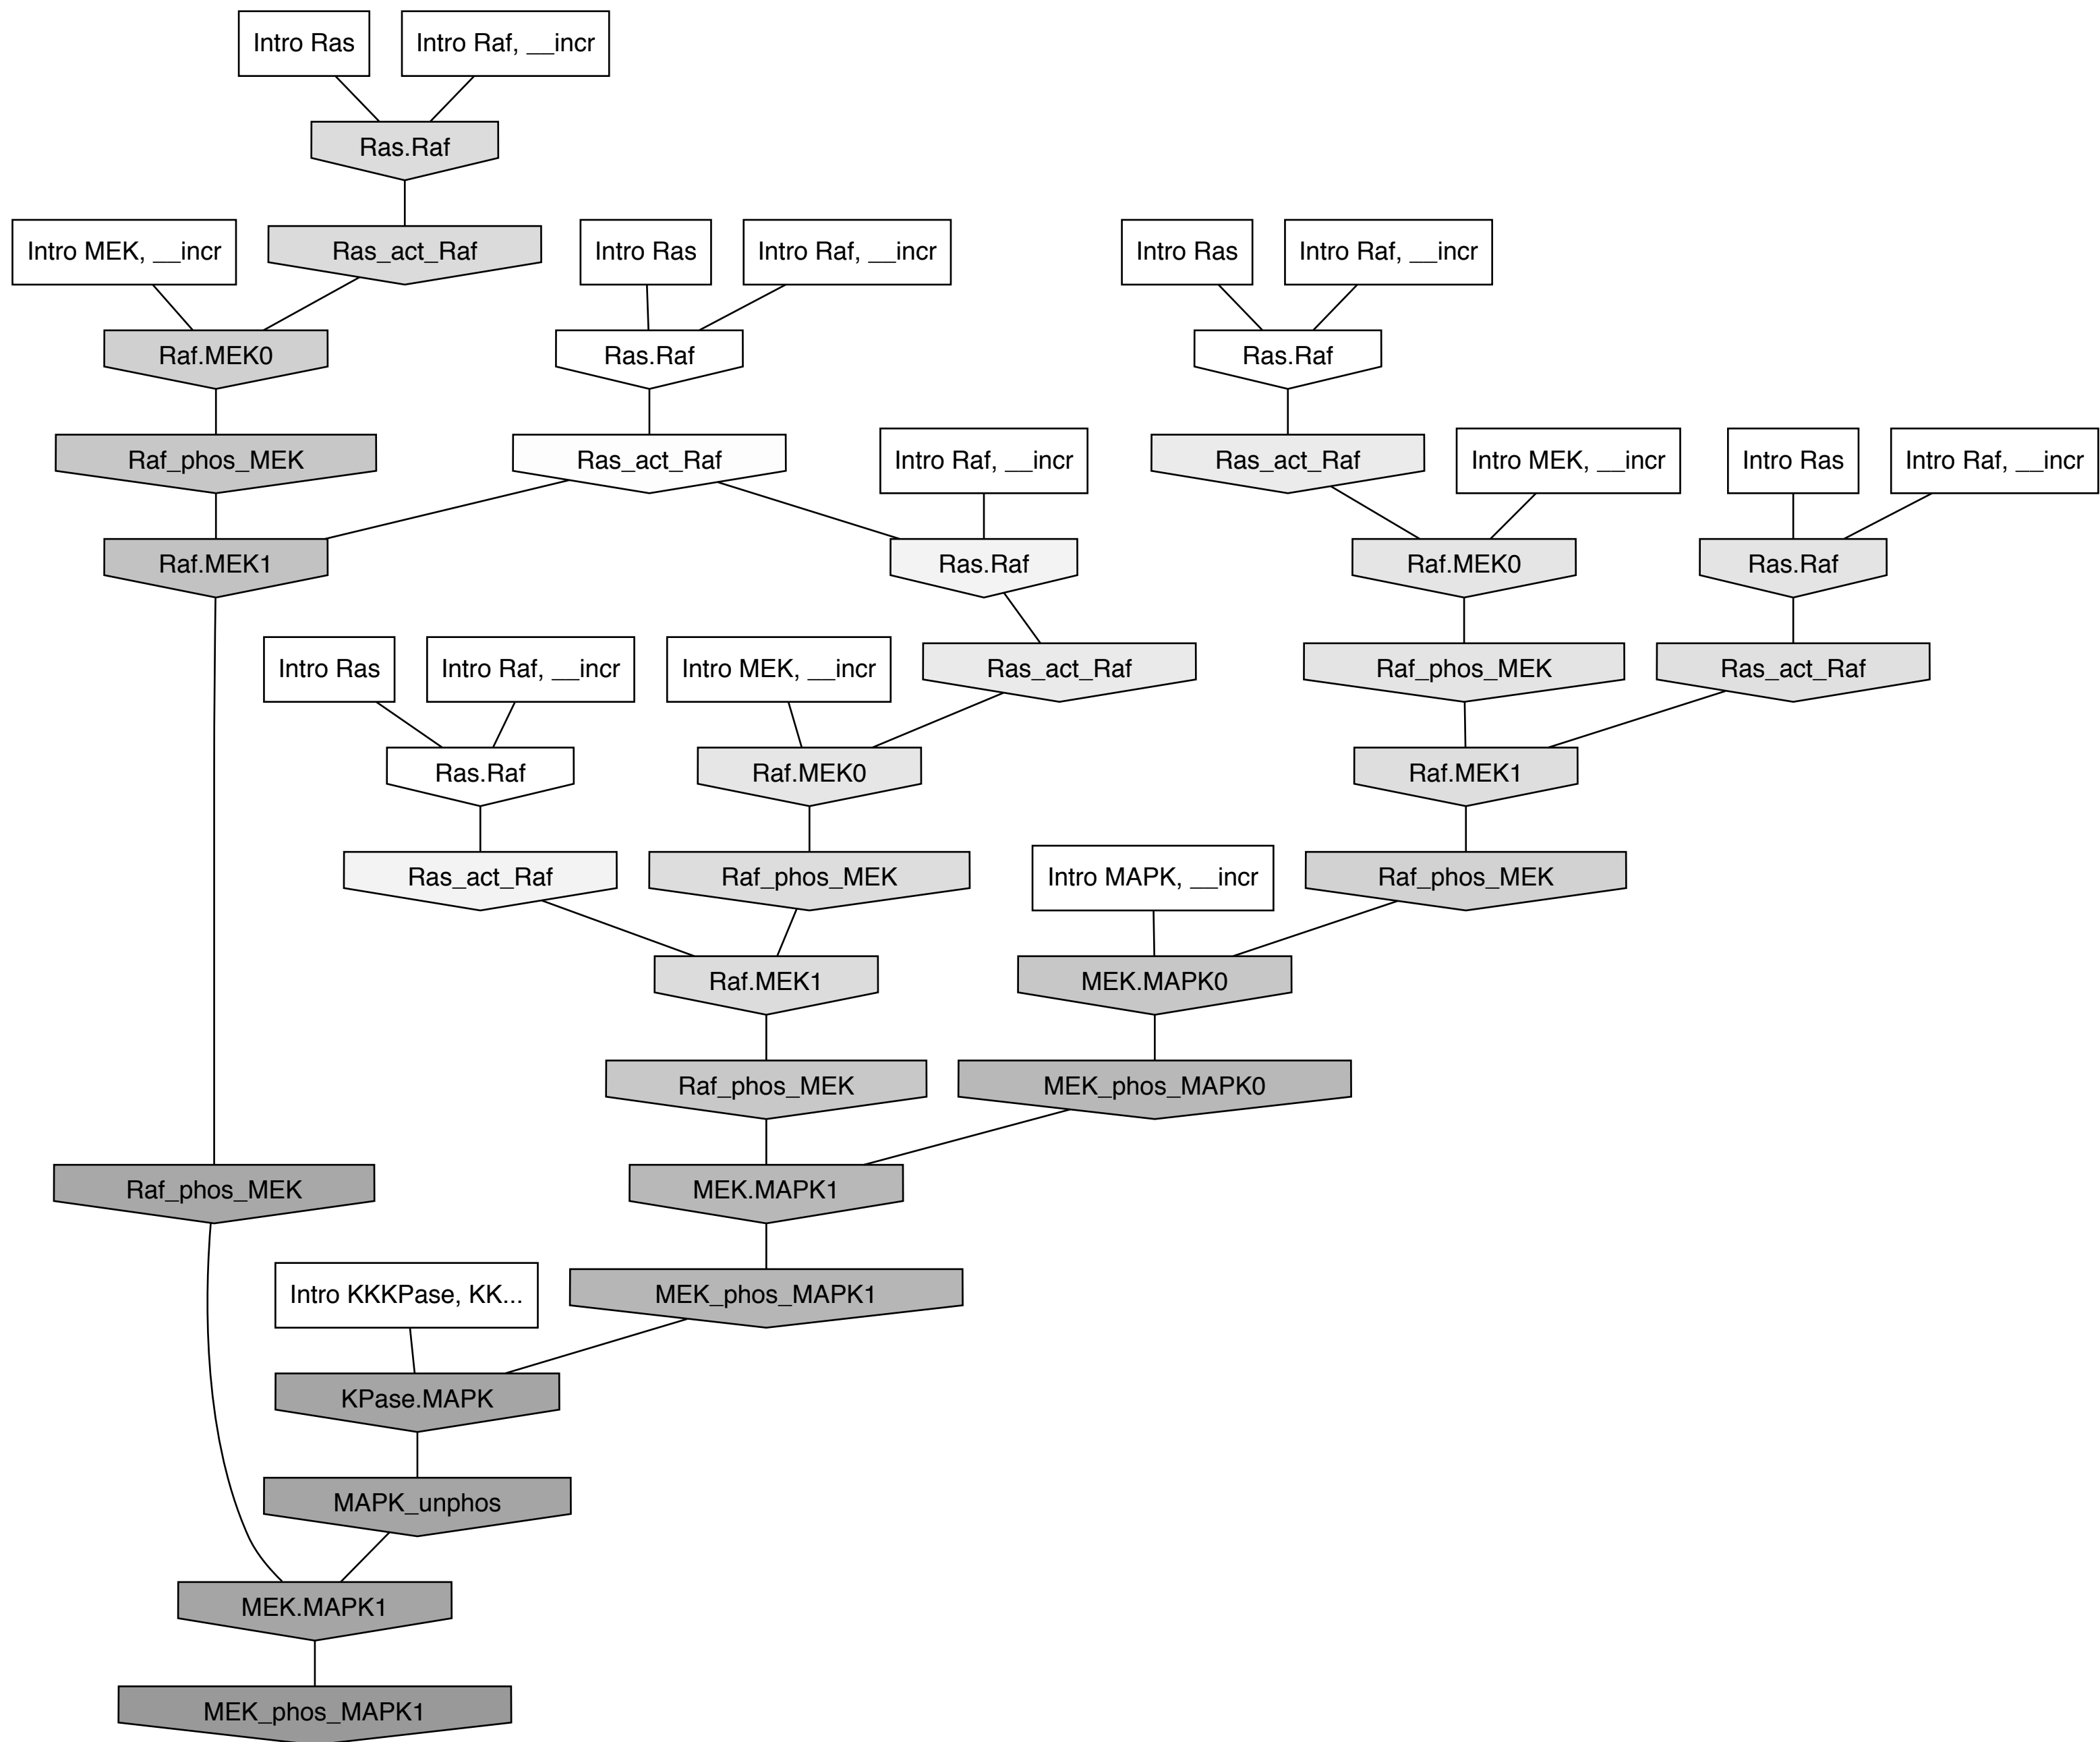 Intro Ras
Intro Raf, __incr
Ras.Raf
Intro MEK, __incr
Ras_act_Raf
Intro Ras
Intro Raf, __incr
Intro Ras
Intro Raf, __incr
Raf.MEK0
Ras.Raf
Ras.Raf
Raf_phos_MEK
Ras_act_Raf
Intro Raf, __incr
Ras_act_Raf
Intro MEK, __incr
Intro Ras
Intro Raf, __incr
Raf.MEK1
Ras.Raf
Raf.MEK0
Ras.Raf
Intro Ras
Intro Raf, __incr
Intro MEK, __incr
Ras_act_Raf
Raf_phos_MEK
Ras_act_Raf
Ras.Raf
Raf.MEK0
Raf.MEK1
Ras_act_Raf
Raf_phos_MEK
Intro MAPK, __incr
Raf_phos_MEK
Raf.MEK1
MEK.MAPK0
Raf_phos_MEK
MEK_phos_MAPK0
Raf_phos_MEK
MEK.MAPK1
Intro KKKPase, KK...
MEK_phos_MAPK1
KPase.MAPK
MAPK_unphos
MEK.MAPK1
MEK_phos_MAPK1